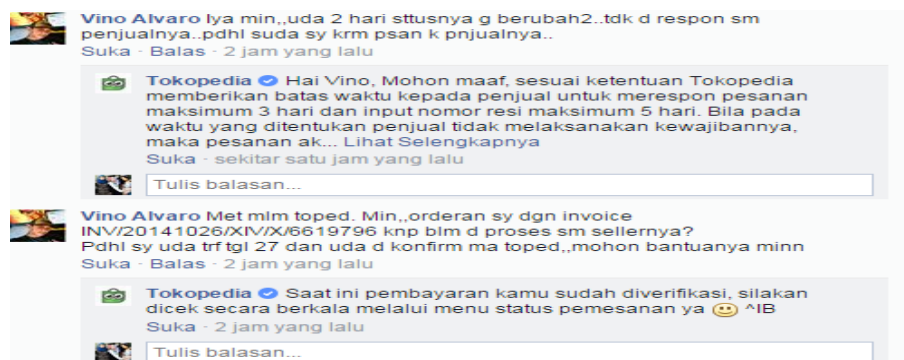 Vino Alvaro Iya min,,uda 2 hari sttusnya g berubah2..tdk d respon sm
penjualnya..pdhl suda sy krm psan k pnjualnya..
Suka · Balas · 2 jam yang lalu
Tokopedia Hai Vino, Mohon maaf, sesuai ketentuan Tokopedia
memberikan batas waktu kepada penjual untuk merespon pesanan
maksimum 3 hari dan input nomor resi maksimum 5 hari. Bila pada
waktu yang ditentukan penjual tidak melaksanakan kewajibannya,
maka pesanan ak... Lihat Selengkapnya
Suka · sekitar satu jam yang lalu
Tulis balasan...
Vino Alvaro Met mlm toped. Min,,orderan sy dgn invoice
INV/20141026/XIV/X/6619796 knp blm d proses sm sellernya?
Pdhl sy uda trf tgl 27 dan uda d konfirm ma toped,,mohon bantuanya minn
Suka · Balas · 2 jam yang lalu
Tokopedia Saat ini pembayaran kamu sudah diverifikasi, silakan
dicek secara berkala melalui menu status pemesanan ya 🙂 ^IB
Suka · 2 jam yang lalu
Tulis balasan...